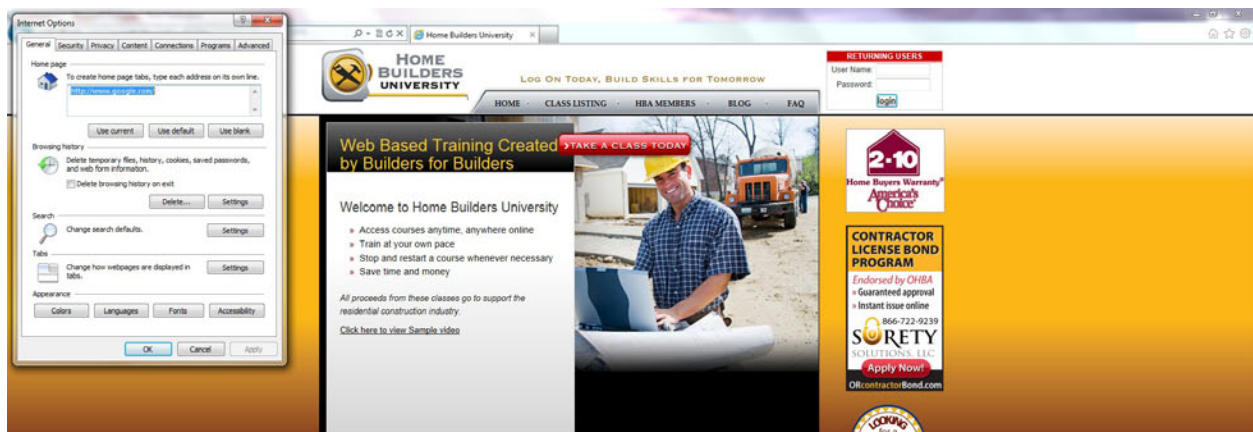 Internet Options
General Security Privacy Content Connections Programs Advanced
Home page
To create home page tabs, type each address on its own line.
http://www.google.com/
Use current Use default Use blank
Browsing history
Delete temporary files, history, cookies, saved passwords,
and web form information.
Delete browsing history on exit
Delete... Settings
Search
Change search defaults.
Settings
Tabs
Change how webpages are displayed in
tabs.
Settings
Appearance
Colors Languages Fonts Accessibility
OK Cancel Apply
Home Builders University
HOME
BUILDERS
UNIVERSITY
LOG ON TODAY, BUILD SKILLS FOR TOMORROW
HOME CLASS LISTING HBA MEMBERS BLOG FAQ
RETURNING USERS
User Name:
Password:
login
Web Based Training Created
by Builders for Builders
TAKE A CLASS TODAY
Welcome to Home Builders University
» Access courses anytime, anywhere online
» Train at your own pace
» Stop and restart a course whenever necessary
» Save time and money
All proceeds from these classes go to support the
residential construction industry.
Click here to view Sample video
2-10
Home Buyers Warranty®
America's
Choice®
CONTRACTOR
LICENSE BOND
PROGRAM
Endorsed by OHBA
» Guaranteed approval
» Instant issue online
866-722-9239
SURETY
SOLUTIONS, LLC
Apply Now!
ORcontractorBond.com
LOOKING
for a